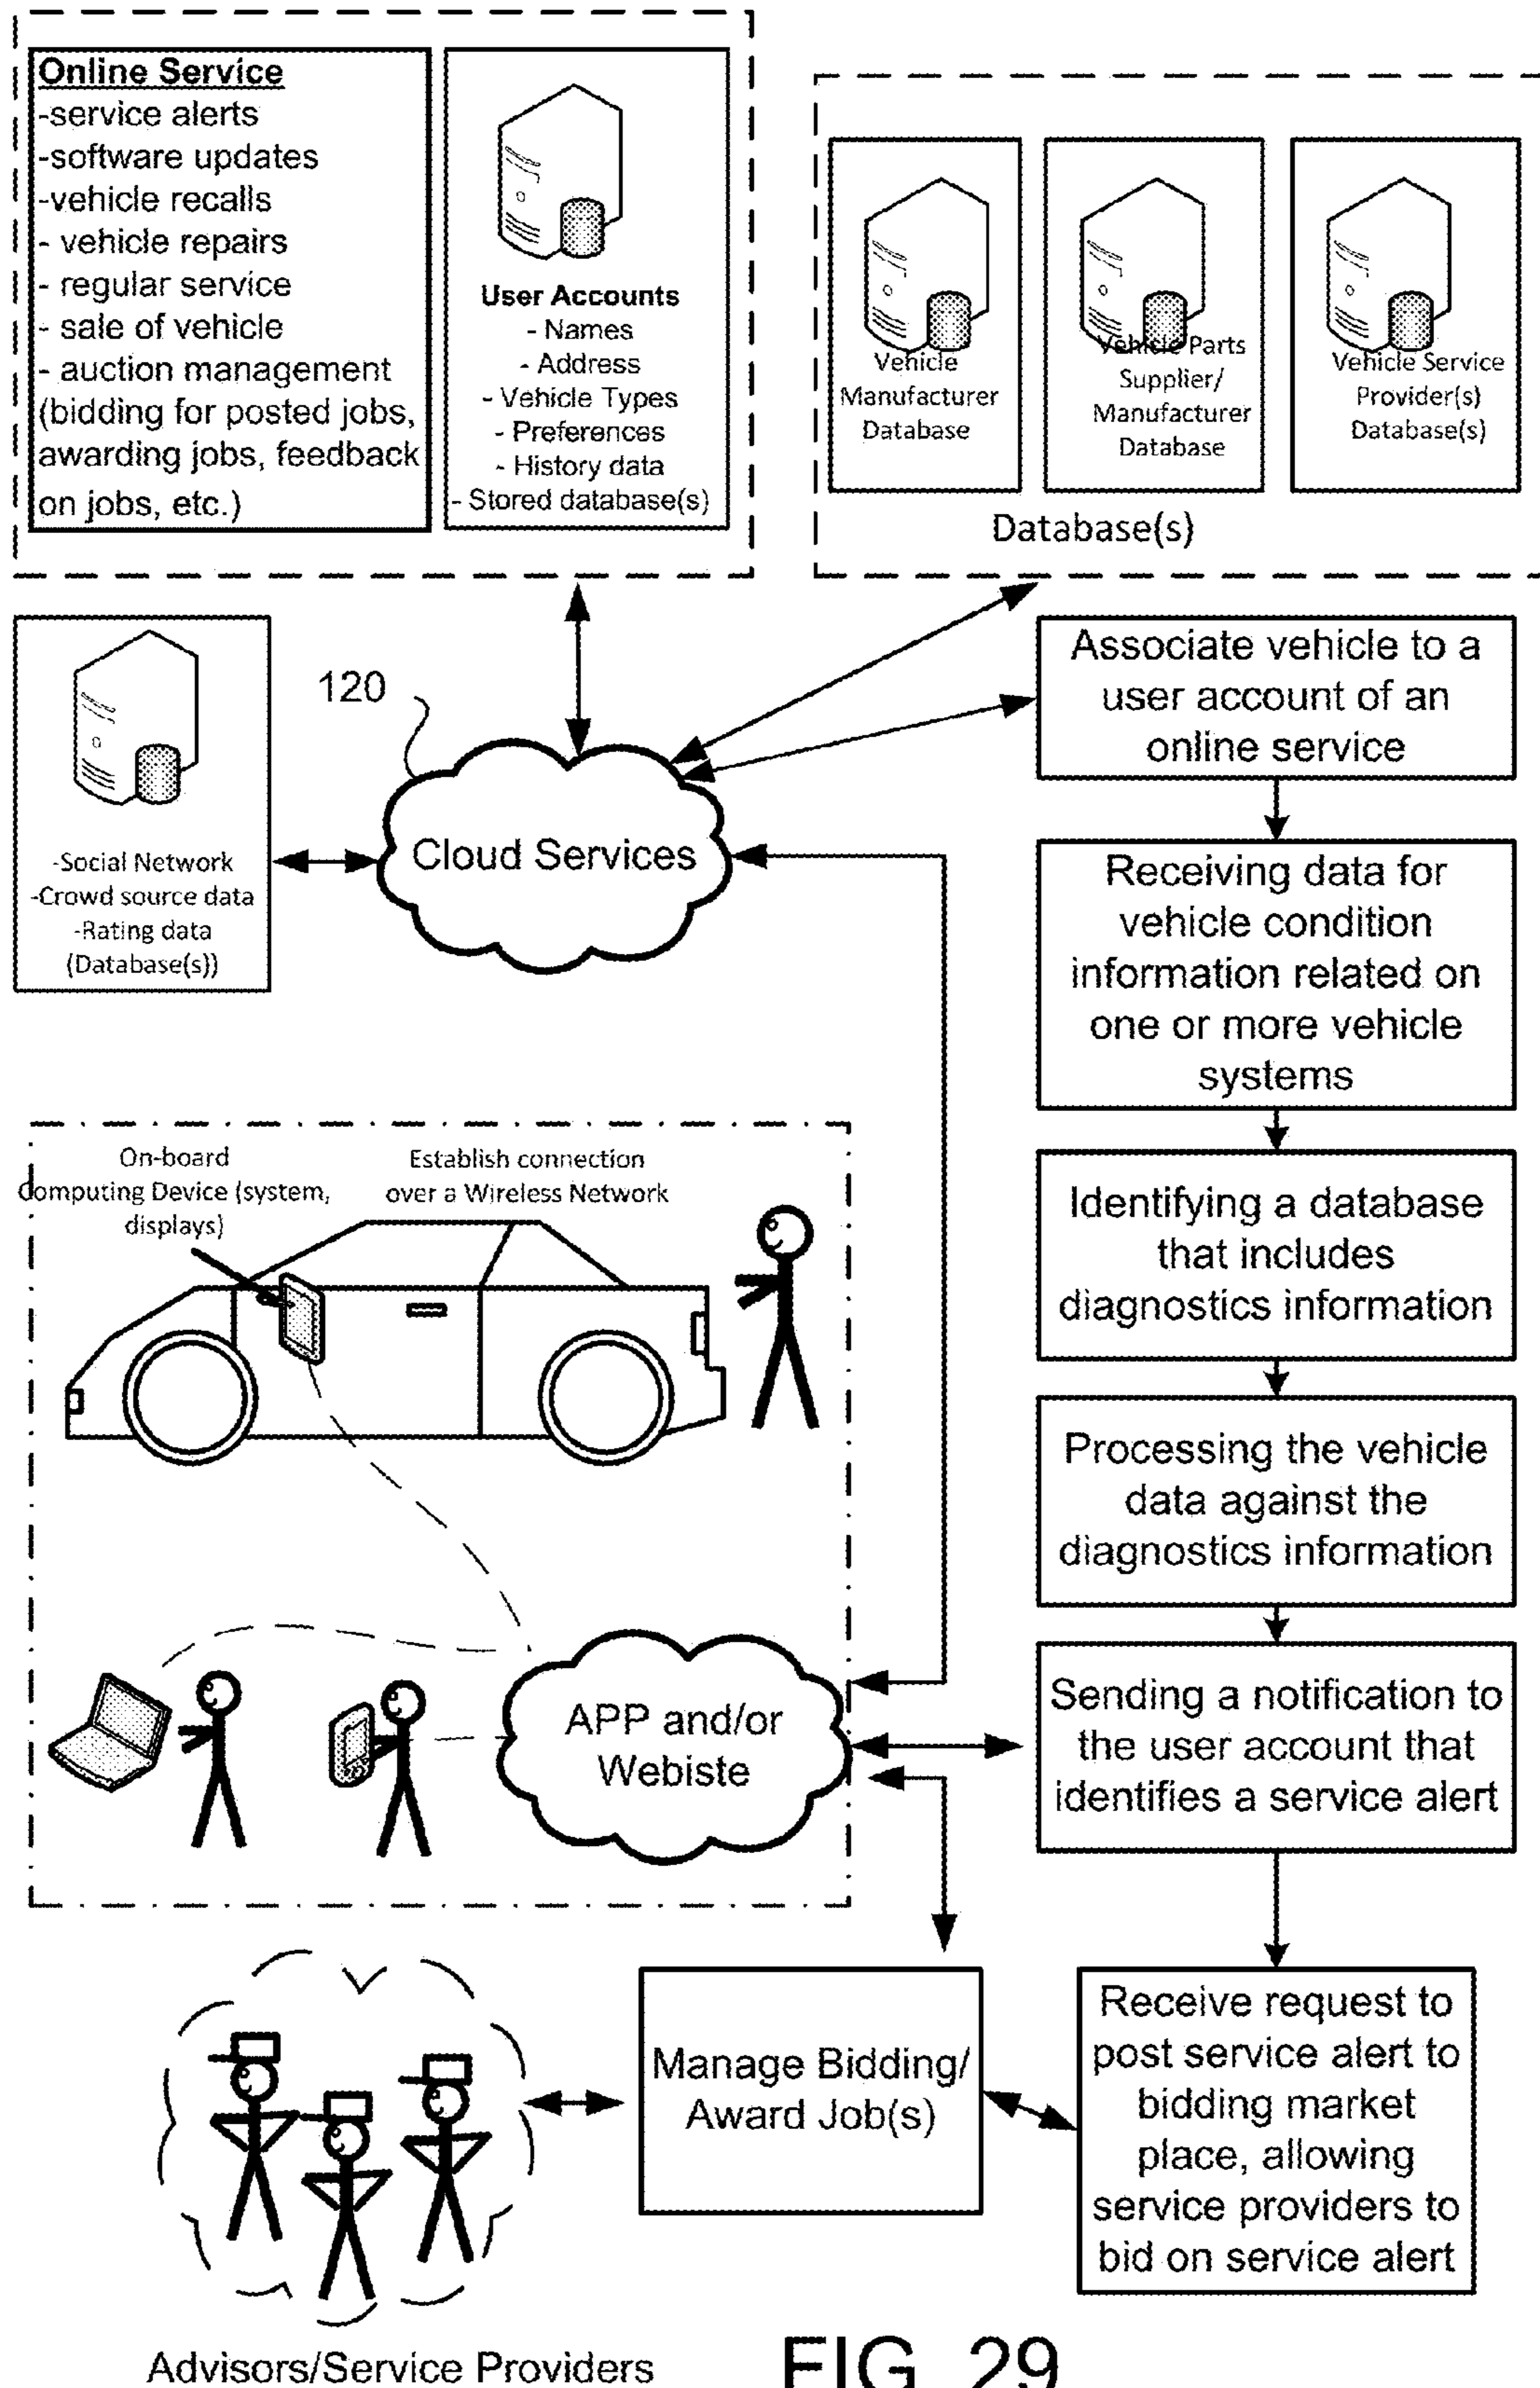 Online Service
-service alerts
-software updates
-vehicle recalls
- vehicle repairs
- regular service
- sale of vehicle
- auction management
(bidding for posted jobs,
awarding jobs, feedback
on jobs, etc.)
User Accounts
- Names
- Address
- Vehicle Types
- Preferences
- History data
- Stored database(s)
Vehicle
Manufacturer
Database
Vehicle Parts
Supplier/
Manufacturer
Database
Vehicle Service
Provider(s)
Database(s)
Database(s)
-Social Network
-Crowd source data
-Rating data
(Database(s))
120
Cloud Services
Associate vehicle to a
user account of an
online service
Receiving data for
vehicle condition
information related on
one or more vehicle
systems
Identifying a database
that includes
diagnostics information
Processing the vehicle
data against the
diagnostics information
Sending a notification to
the user account that
identifies a service alert
Receive request to
post service alert to
bidding market
place, allowing
service providers to
bid on service alert
On-board
Computing Device (system,
displays)
Establish connection
over a Wireless Network
APP and/or
Webiste
Manage Bidding/
Award Job(s)
Advisors/Service Providers
FIG. 29